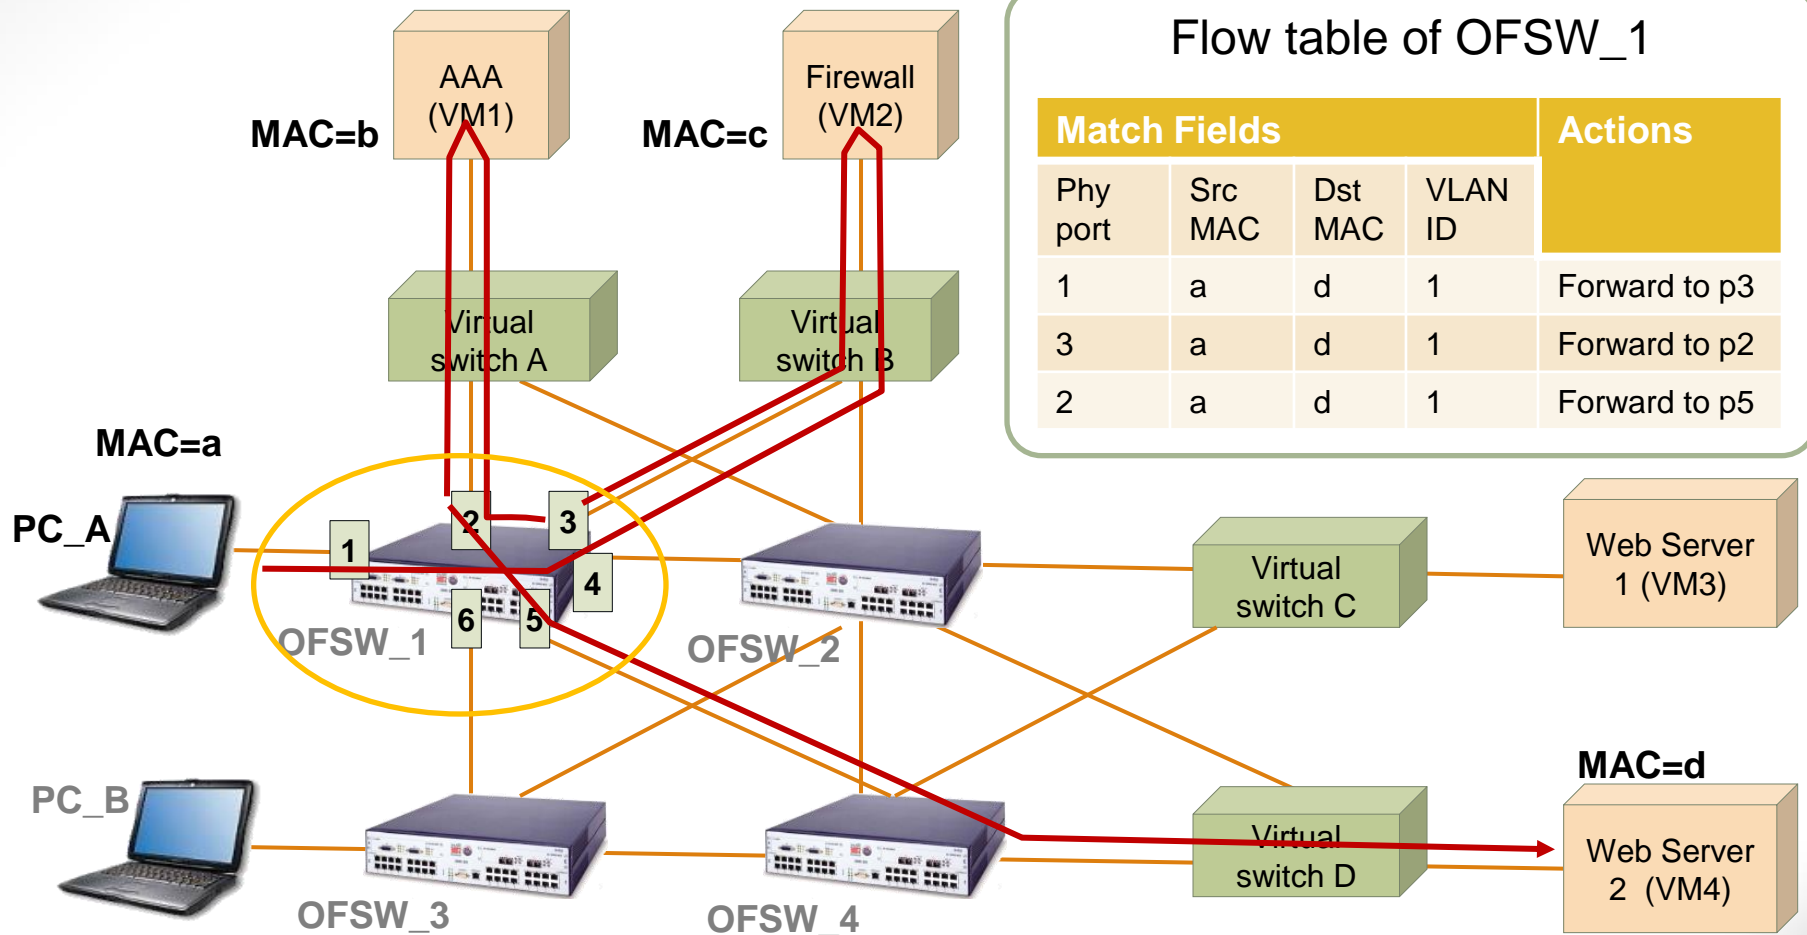 Flow table of OFSW_1
Match Fields Actions
Phy port Src MAC Dst MAC VLAN ID
1 a d 1 Forward to p3
3 a d 1 Forward to p2
2 a d 1 Forward to p5
AAA
(VM1)
MAC=b
Firewall
(VM2)
MAC=c
Virtual
switch A
Virtual
switch B
MAC=a
PC_A
1
2
3
4
5
6
OFSW_1
OFSW_2
Virtual
switch C
Web Server
1 (VM3)
PC_B
OFSW_3
OFSW_4
Virtual
switch D
MAC=d
Web Server
2 (VM4)